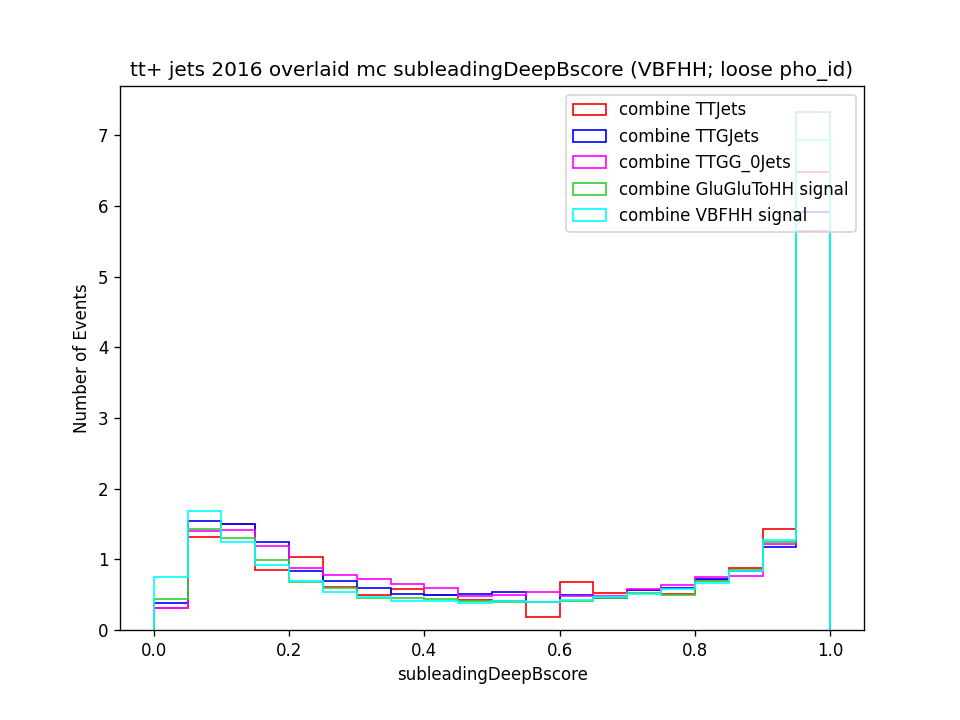 tt+ jets 2016 overlaid mc subleadingDeepBscore (VBFHH; loose pho_id)
combine TTJets
combine TTGJets
combine TTGG_0Jets
combine GluGluToHH signal
combine VBFHH signal
7
6
5
4
3
2
1
0
Number of Events
0.0 0.2 0.4 0.6 0.8 1.0
subleadingDeepBscore